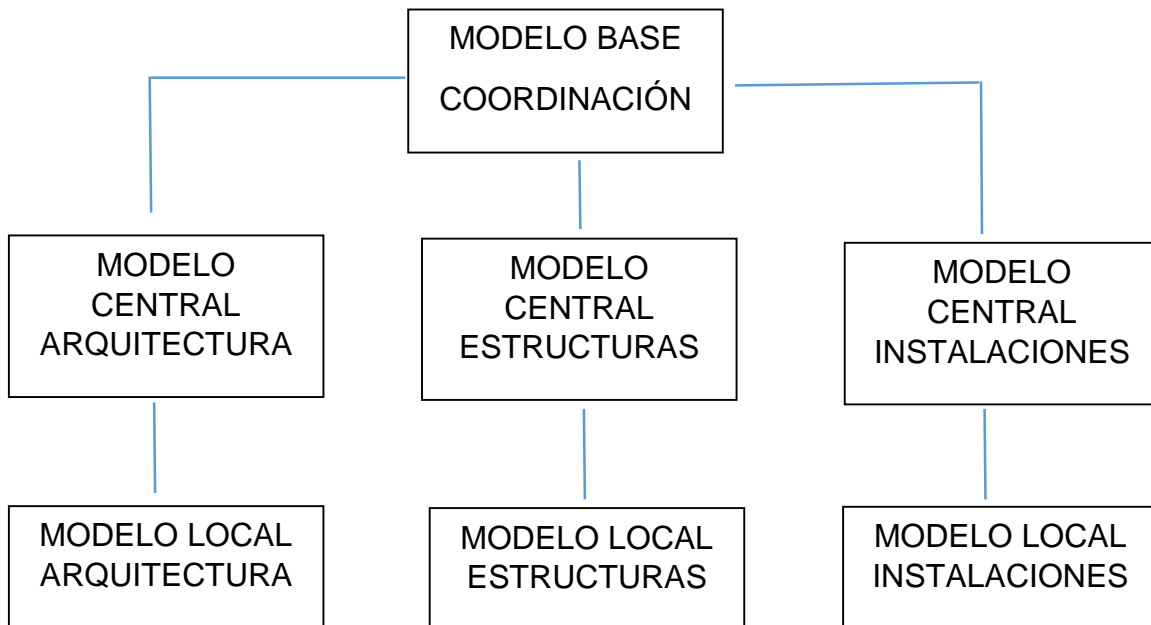 MODELO BASE
COORDINACIÓN
MODELO
CENTRAL
ARQUITECTURA
MODELO
CENTRAL
ESTRUCTURAS
MODELO
CENTRAL
INSTALACIONES
MODELO LOCAL
ARQUITECTURA
MODELO LOCAL
ESTRUCTURAS
MODELO LOCAL
INSTALACIONES